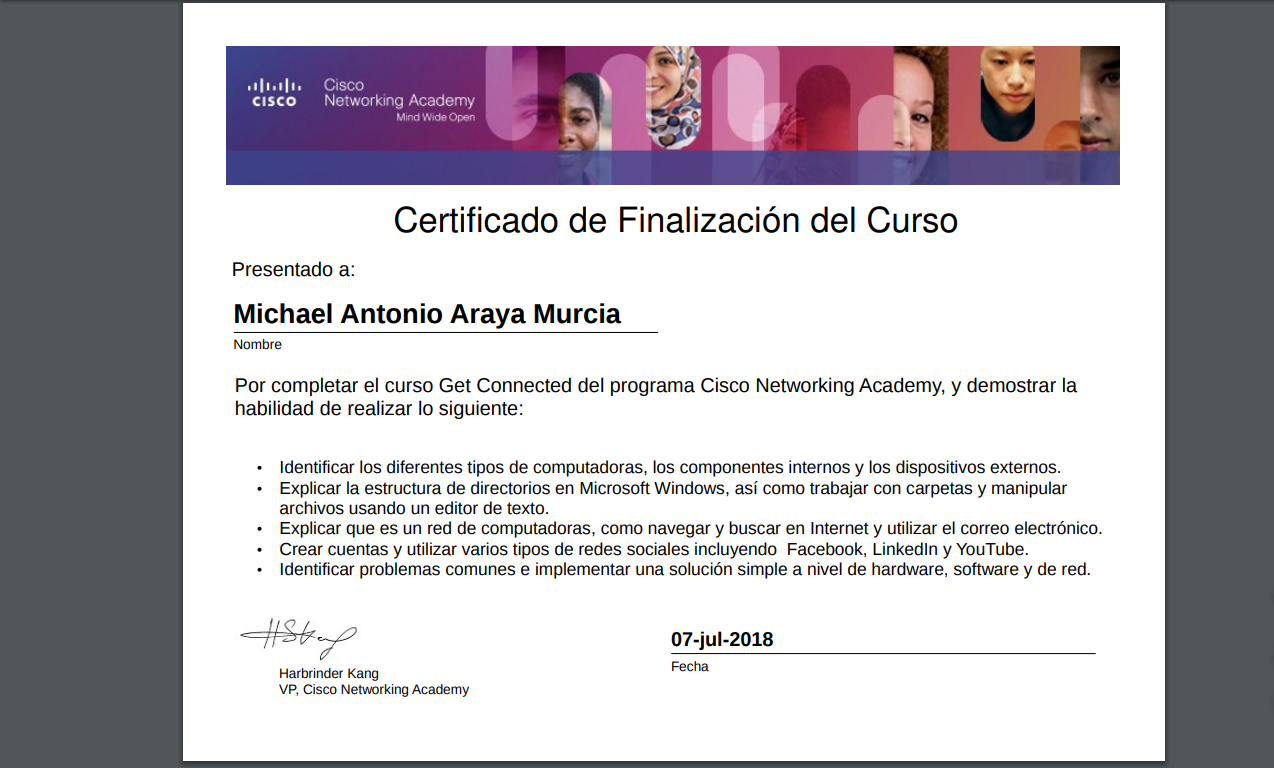 CISCO
Cisco
Networking Academy
Mind Wide Open
Certificado de Finalización del Curso
Presentado a:
Michael Antonio Araya Murcia
Nombre
Por completar el curso Get Connected del programa Cisco Networking Academy, y demostrar la
habilidad de realizar lo siguiente:
• Identificar los diferentes tipos de computadoras, los componentes internos y los dispositivos externos.
• Explicar la estructura de directorios en Microsoft Windows, así como trabajar con carpetas y manipular
archivos usando un editor de texto.
• Explicar que es un red de computadoras, como navegar y buscar en Internet y utilizar el correo electrónico.
• Crear cuentas y utilizar varios tipos de redes sociales incluyendo  Facebook, LinkedIn y YouTube.
• Identificar problemas comunes e implementar una solución simple a nivel de hardware, software y de red.
07-jul-2018
Fecha
Harbrinder Kang
VP, Cisco Networking Academy